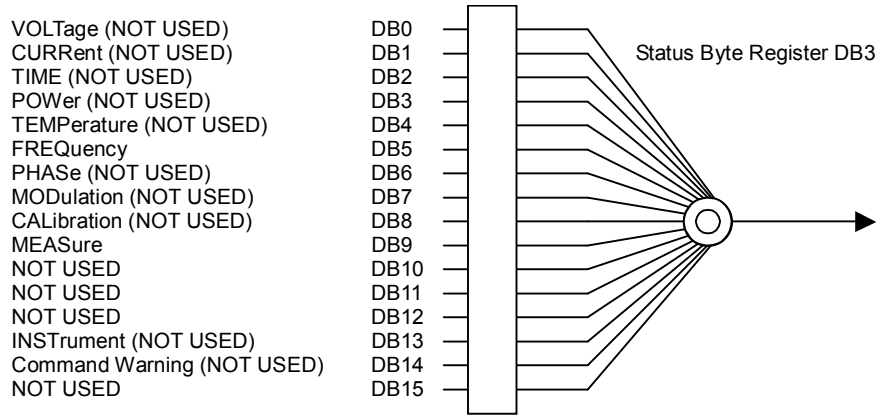 VOLTage (NOT USED) DB0
CURRent (NOT USED) DB1 Status Byte Register DB3
TIME (NOT USED) DB2
POWer (NOT USED) DB3
TEMPerature (NOT USED) DB4
FREQuency DB5
PHASe (NOT USED) DB6
MODulation (NOT USED) DB7
CALibration (NOT USED) DB8
MEASure DB9
NOT USED DB10
NOT USED DB11
NOT USED DB12
INSTrument (NOT USED) DB13
Command Warning (NOT USED) DB14
NOT USED DB15